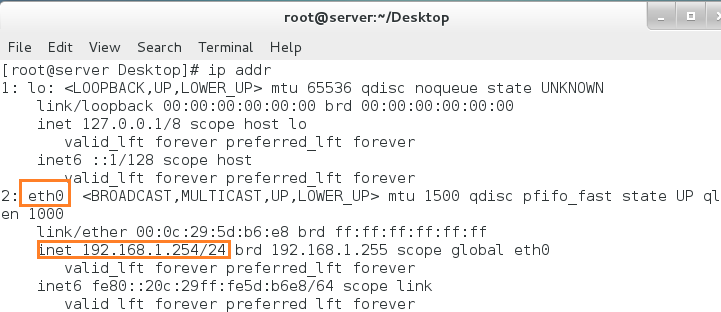 root@server:~/Desktop
File Edit View Search Terminal Help
[root@server Desktop]# ip addr
1: lo: <LOOPBACK,UP,LOWER_UP> mtu 65536 qdisc noqueue state UNKNOWN
link/loopback 00:00:00:00:00:00 brd 00:00:00:00:00:00
inet 127.0.0.1/8 scope host lo
valid_lft forever preferred_lft forever
inet6 ::1/128 scope host
valid_lft forever preferred_lft forever
2: eth0 <BROADCAST,MULTICAST,UP,LOWER_UP> mtu 1500 qdisc pfifo_fast state UP ql
en 1000
link/ether 00:0c:29:5d:b6:e8 brd ff:ff:ff:ff:ff:ff
inet 192.168.1.254/24 brd 192.168.1.255 scope global eth0
valid_lft forever preferred_lft forever
inet6 fe80::20c:29ff:fe5d:b6e8/64 scope link
valid lft forever preferred lft forever